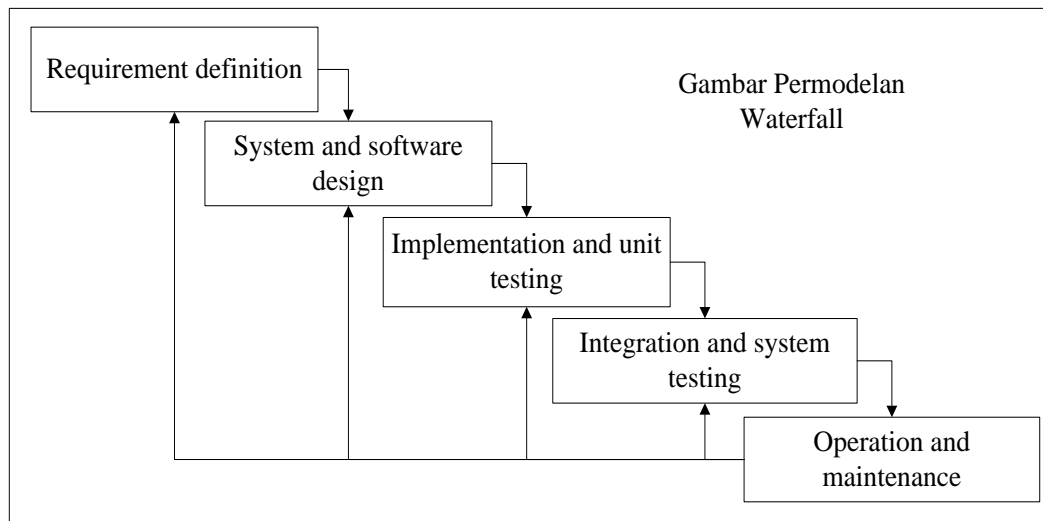 Requirement definition
Gambar Permodelan
Waterfall
System and software
design
Implementation and unit
testing
Integration and system
testing
Operation and
maintenance